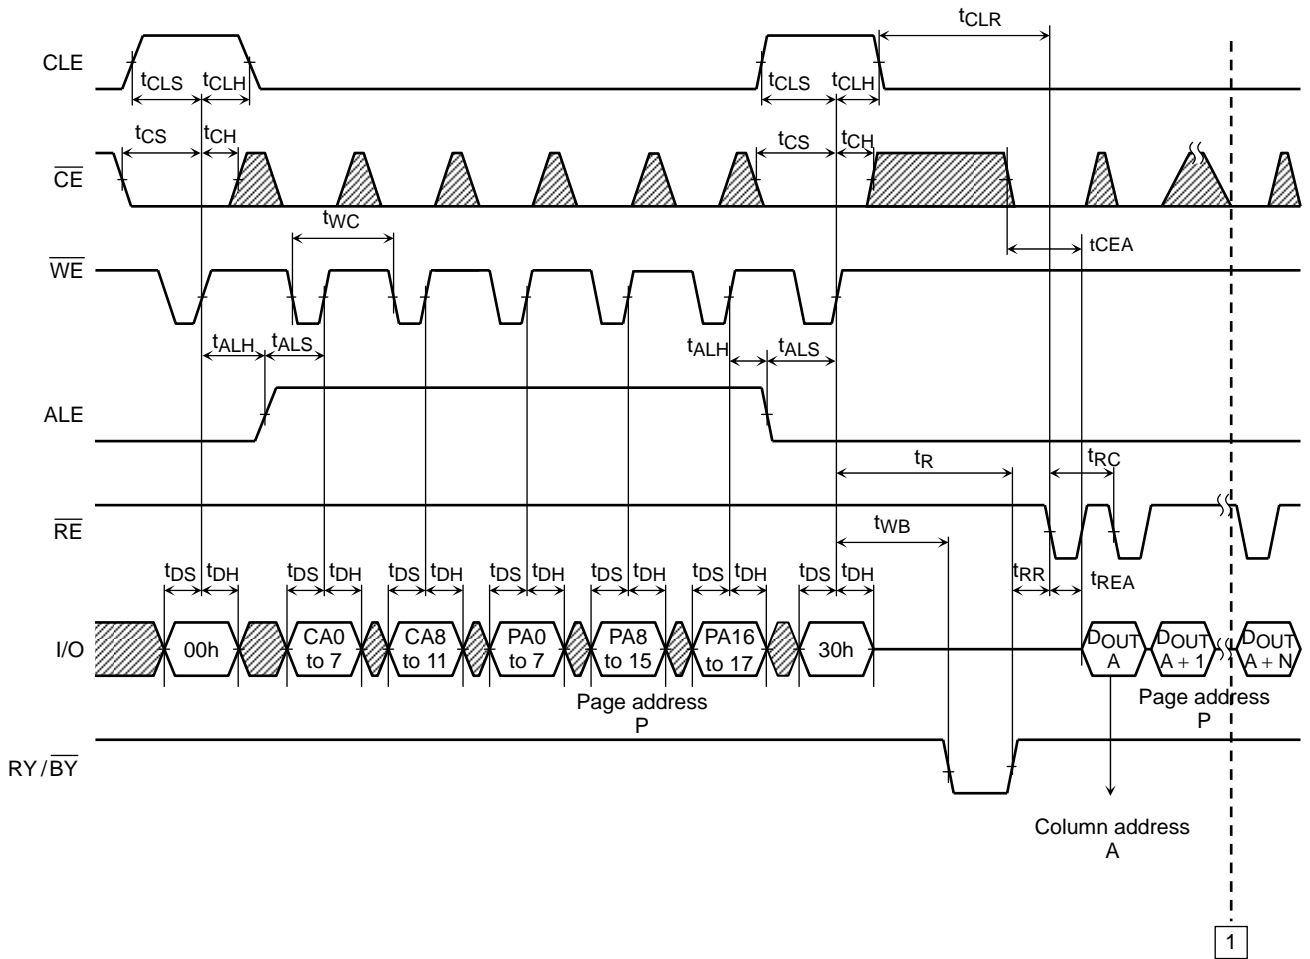 tCLR
CLE
tCLS tCLH tCLS tCLH
tCS tCH tCS tCH
CE
tWC
tCEA
WE
tALH tALS tALH tALS
ALE
tR tRC
RE
tWB
tDS tDH tDS tDH tDS tDH tDS tDH tDS tDH tDS tDH tDS tDH tRR tREA
I/O
00h
CA0
to 7
CA8
to 11
PA0
to 7
PA8
to 15
PA16
to 17
30h
DOUT
A
DOUT
A + 1
DOUT
A + N
Page address
P
Page address
P
RY/BY
Column address
A
1